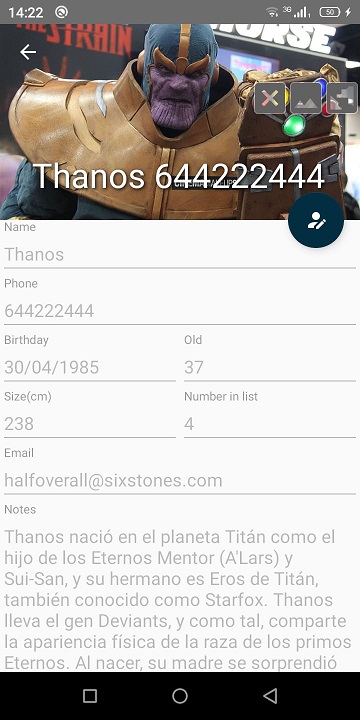 14:22
3G
50
THE STRAIN
Thanos 644222444
Name
Thanos
Phone
644222444
Birthday
Old
30/04/1985
37
Size(cm)
Number in list
238
4
Email
halfoverall@sixstones.com
Notes
Thanos nació en el planeta Titán como el
hijo de los Eternos Mentor (A'Lars) y
Sui-San, y su hermano es Eros de Titán,
también conocido como Starfox. Thanos
lleva el gen Deviants, y como tal, comparte
la apariencia física de la raza de los primos
Eternos. Al nacer, su madre se sorprendió